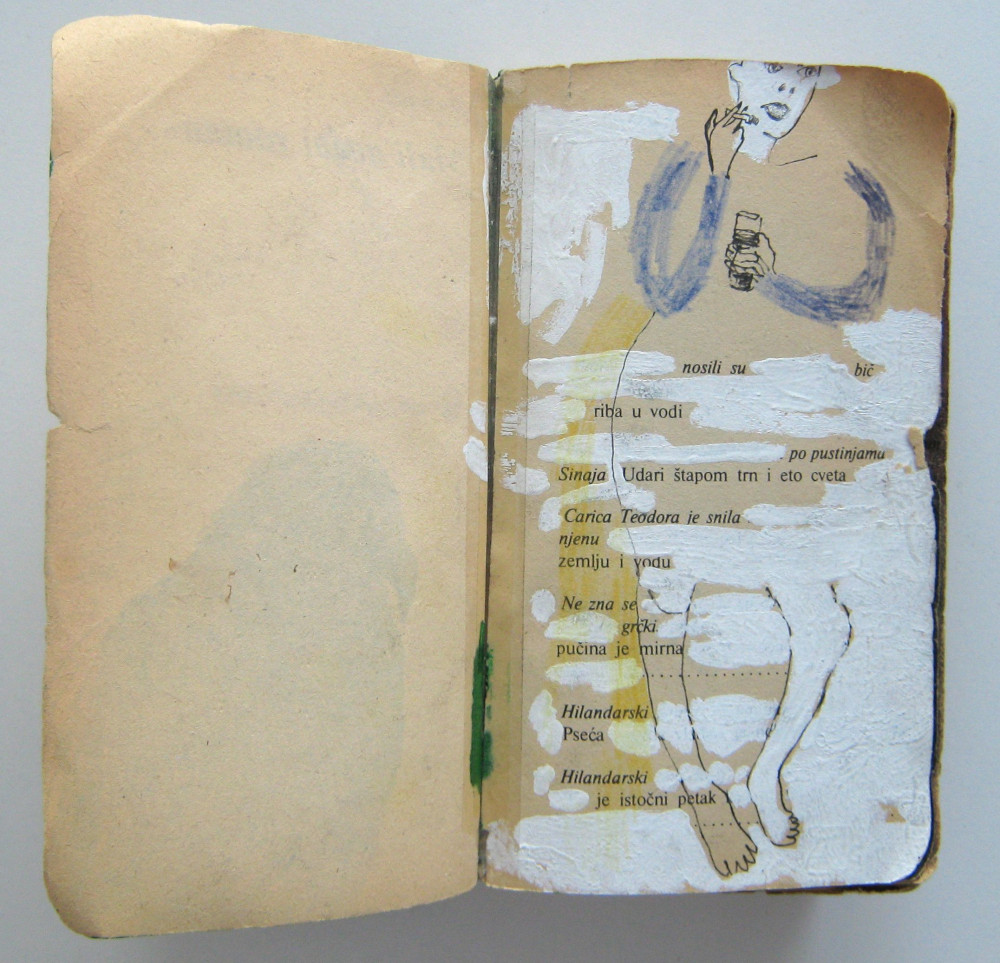 nosili su bič
riba u vodi
po pustinjama
Sinaja Udari štapom trn i eto cveta
Carica Teodora je snila
njenu
zemlju i vodu
Ne zna se
grčki
pučina je mirna
....................
Hilandarski
Pseća
Hilandarski
je istočni petak
..........